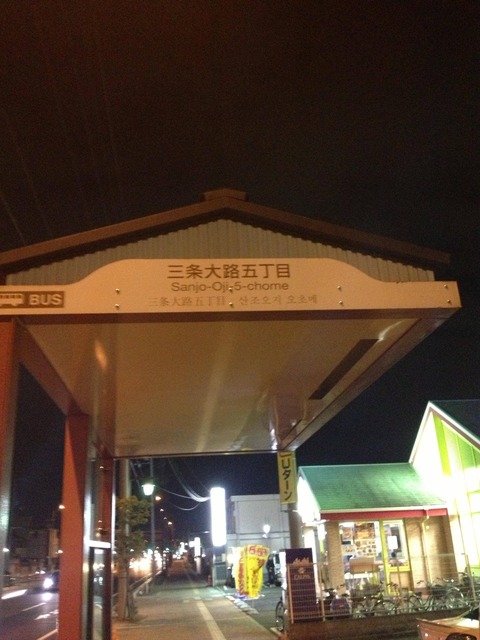 三条大路五丁目
Sanjo-Oji-5-chome
三条大路五丁目 산조오지 오초메
BUS
Uターン